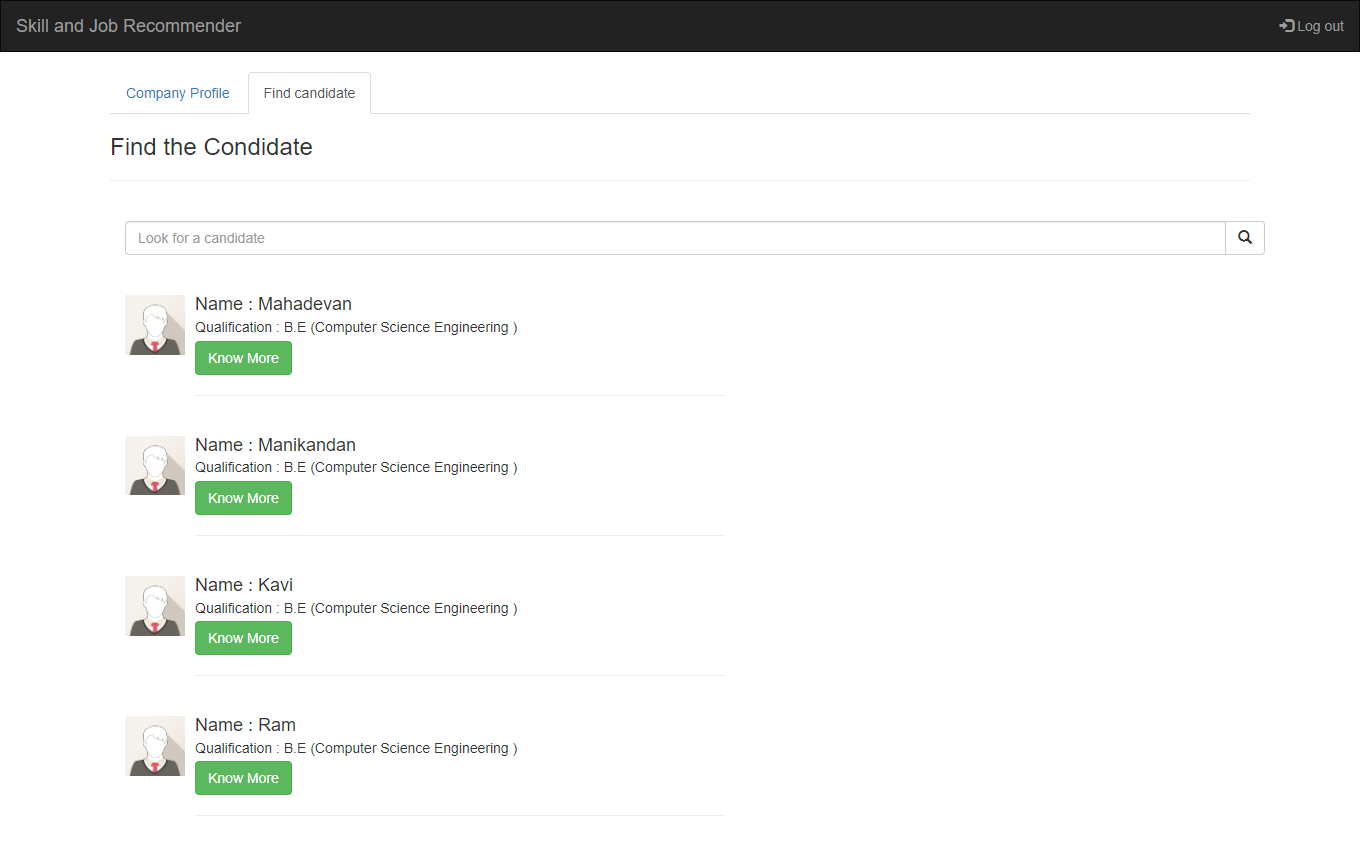 Skill and Job Recommender
Log out
Company Profile
Find candidate
Find the Condidate
Look for a candidate
Name : Mahadevan
Qualification : B.E (Computer Science Engineering )
Know More
Name : Manikandan
Qualification : B.E (Computer Science Engineering )
Know More
Name : Kavi
Qualification : B.E (Computer Science Engineering )
Know More
Name : Ram
Qualification : B.E (Computer Science Engineering )
Know More